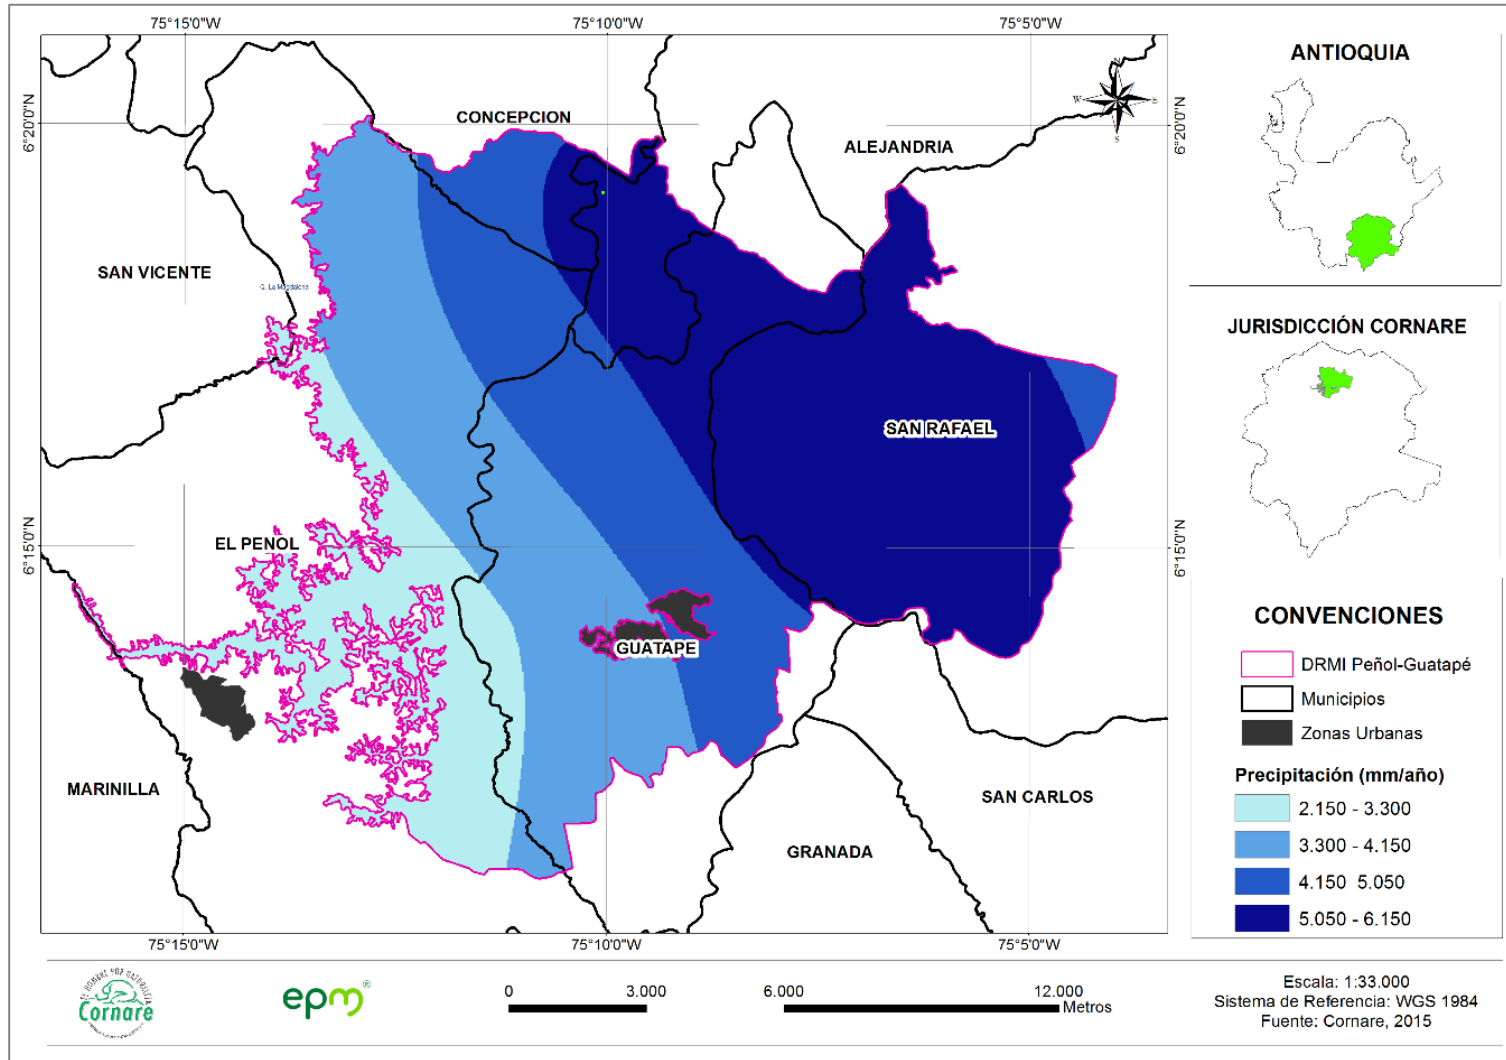 75°15'0"W
75°10'0"W
75°5'0"W
6°20'0"N
6°20'0"N
6°15'0"N
6°15'0"N
N
W
E
S
CONCEPCION
ALEJANDRIA
SAN VICENTE
Q. La Magdalena
SAN RAFAEL
EL PEÑOL
GUATAPE
MARINILLA
SAN CARLOS
GRANADA
75°15'0"W
75°10'0"W
75°5'0"W
ANTIOQUIA
JURISDICCIÓN CORNARE
CONVENCIONES
DRMI Peñol-Guatapé
Municipios
Zonas Urbanas
Precipitación (mm/año)
2.150 - 3.300
3.300 - 4.150
4.150 5.050
5.050 - 6.150
Cornare
epm®
0 3.000 6.000 12.000
Metros
Escala: 1:33.000
Sistema de Referencia: WGS 1984
Fuente: Cornare, 2015